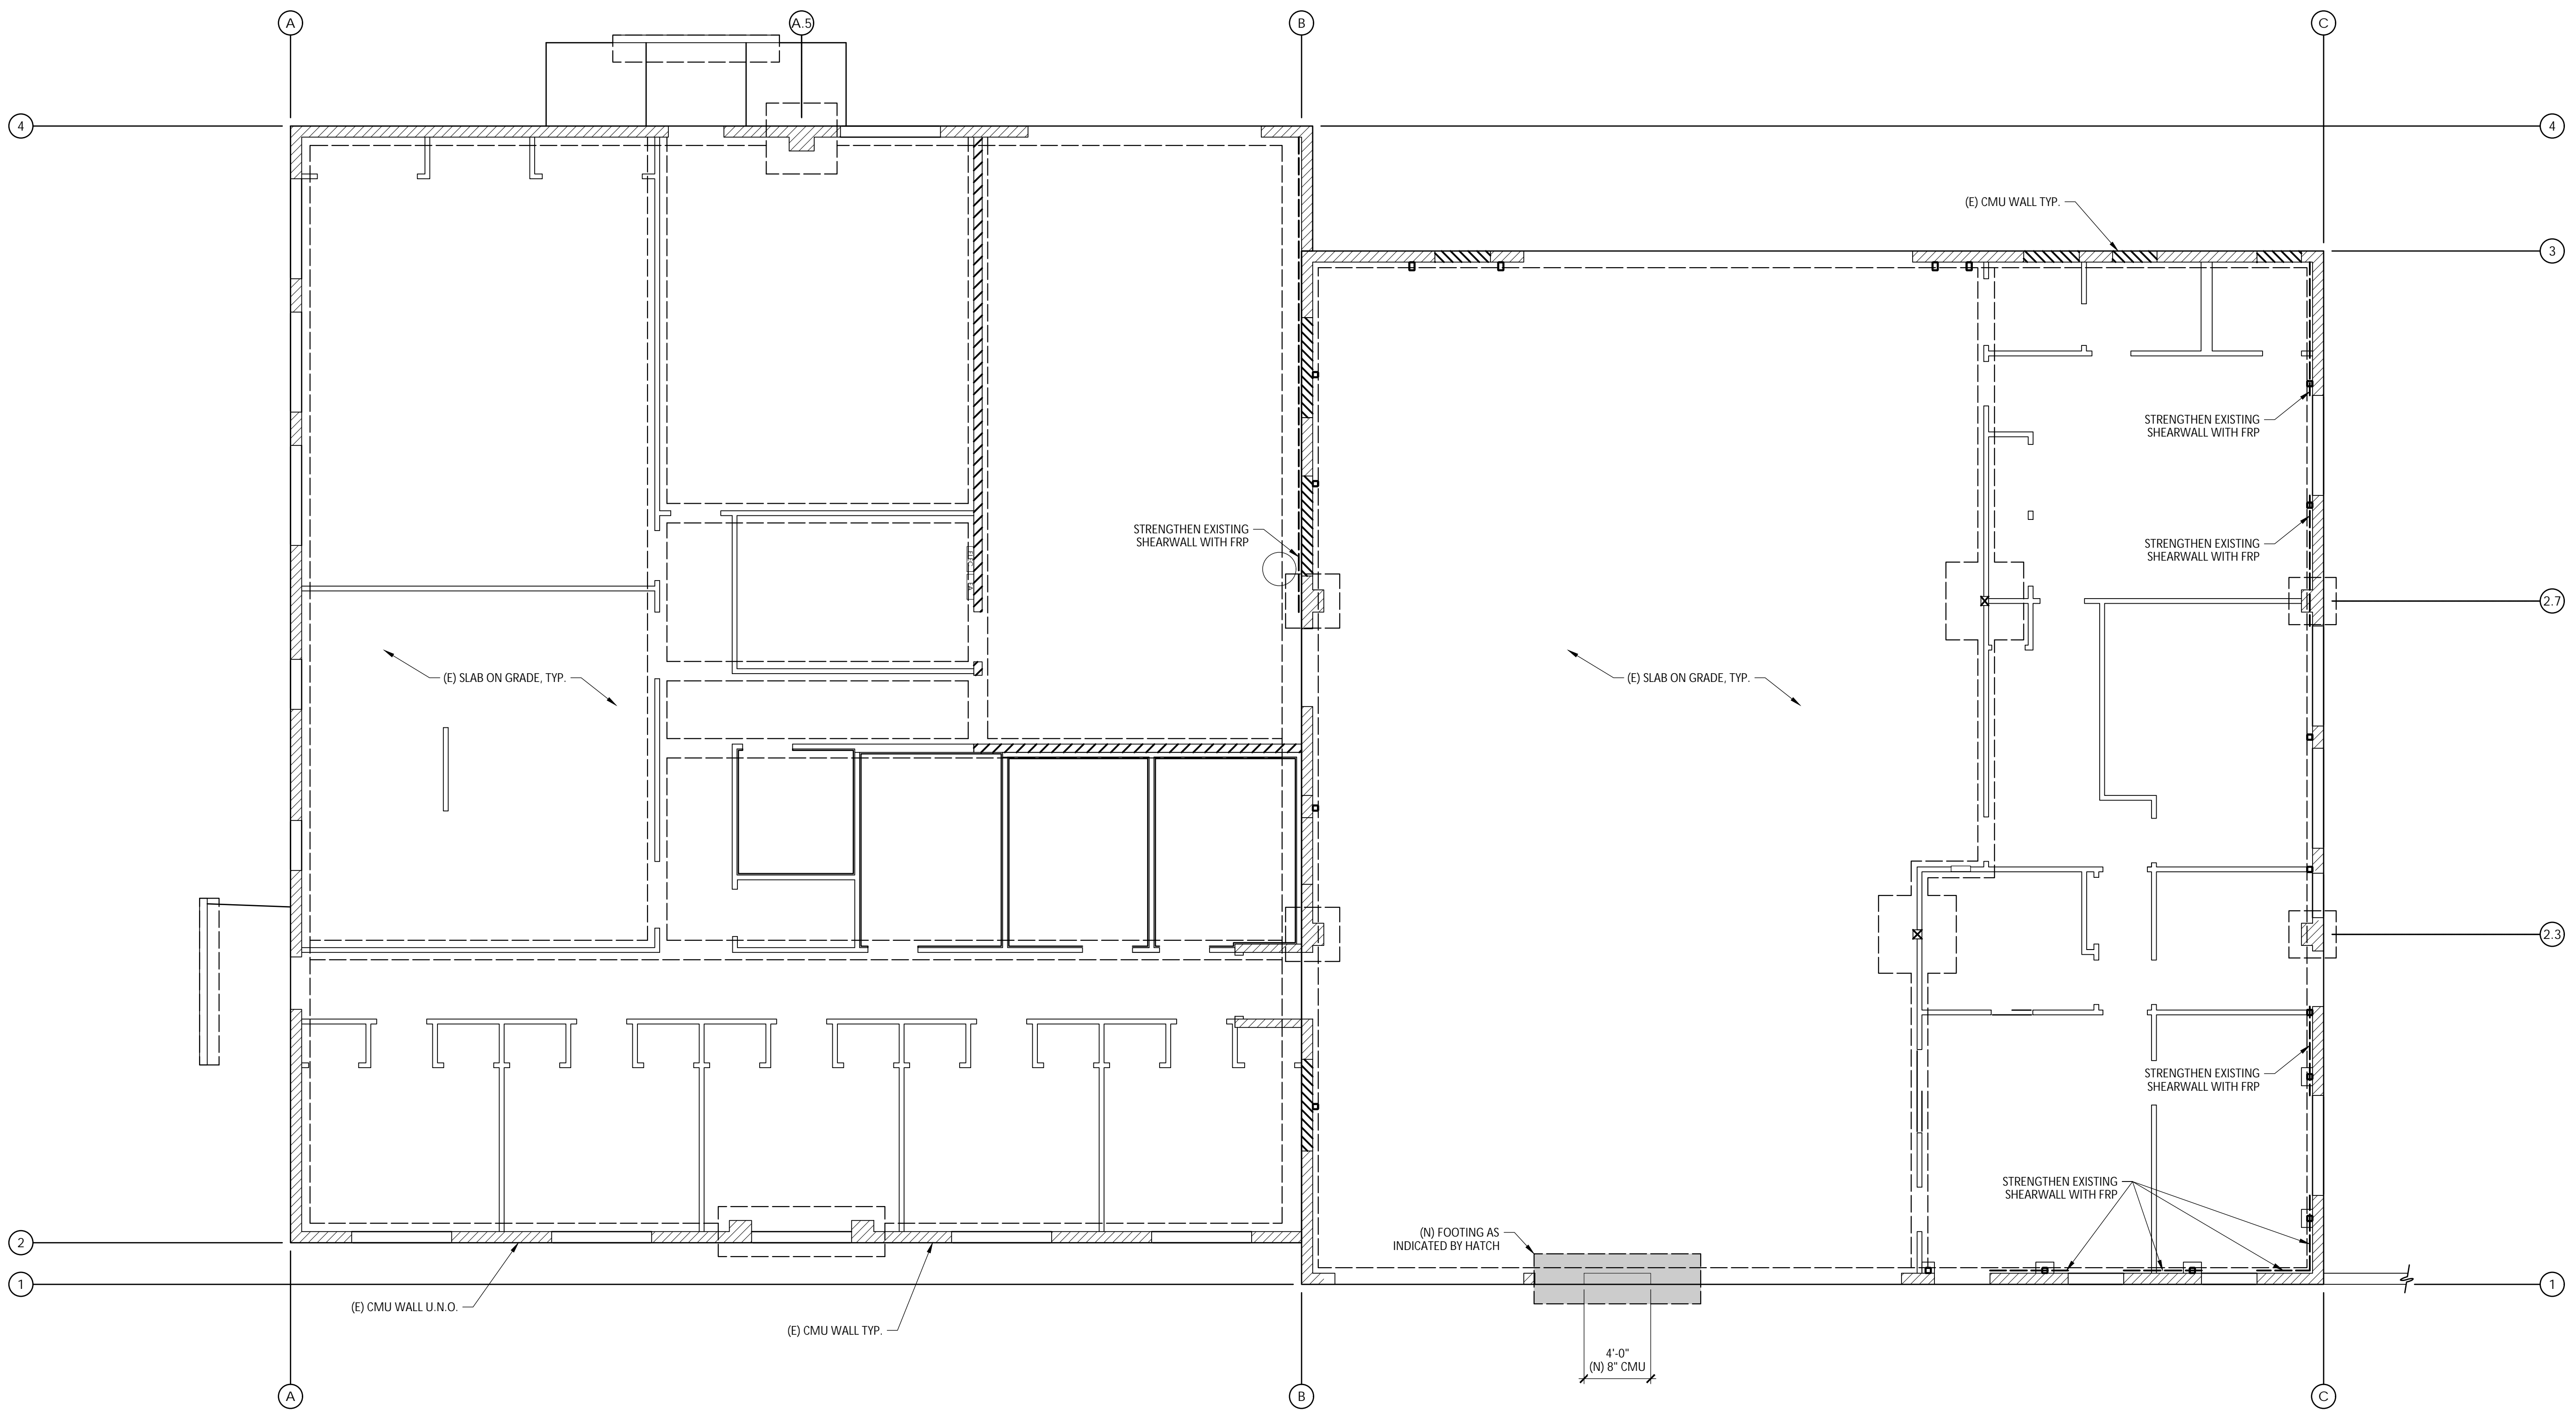 A
A.5
B
C
4
4
(E) CMU WALL TYP.
3
STRENGTHEN EXISTING
SHEARWALL WITH FRP
STRENGTHEN EXISTING
SHEARWALL WITH FRP
STRENGTHEN EXISTING
SHEARWALL WITH FRP
2.7
(E) SLAB ON GRADE, TYP.
(E) SLAB ON GRADE, TYP.
2.3
STRENGTHEN EXISTING
SHEARWALL WITH FRP
STRENGTHEN EXISTING
SHEARWALL WITH FRP
(N) FOOTING AS
INDICATED BY HATCH
2
1
1
(E) CMU WALL U.N.O.
(E) CMU WALL TYP.
4'-0"
(N) 8" CMU
A
B
C